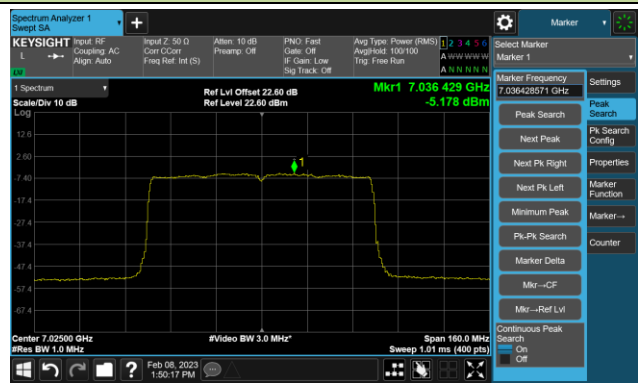 Spectrum Analyzer 1
Swept SA
Marker
KEYSIGHT
L
LW
Input: RF
Coupling: AC
Align: Auto
Input Z: 50 Ω
Corr CCorr
Freq Ref: Int (S)
Atten: 10 dB
Preamp: Off
PNO: Fast
Gate: Off
IF Gain: Low
Sig Track: Off
Avg Type: Power (RMS)
Avg|Hold: 100/100
Trig: Free Run
1 2 3 4 5 6
A W W W W W
A N N N N N
Select Marker
Marker 1
1 Spectrum
Scale/Div 10 dB
Log
Ref Lvl Offset 22.60 dB
Ref Level 22.60 dBm
Mkr1 7.036 429 GHz
-5.178 dBm
1
12.6
2.60
-7.40
-17.4
-27.4
-37.4
-47.4
-57.4
-67.4
Center 7.02500 GHz
#Res BW 1.0 MHz
#Video BW 3.0 MHz*
Span 160.0 MHz
Sweep 1.01 ms (400 pts)
Marker Frequency
7.036428571 GHz
Peak Search
Next Peak
Next Pk Right
Next Pk Left
Minimum Peak
Pk-Pk Search
Marker Delta
Mkr→CF
Mkr→Ref Lvl
Continuous Peak
Search
On
Off
Settings
Peak
Search
Pk Search
Config
Properties
Marker
Function
Marker→
Counter
?
Feb 08, 2023
1:50:17 PM